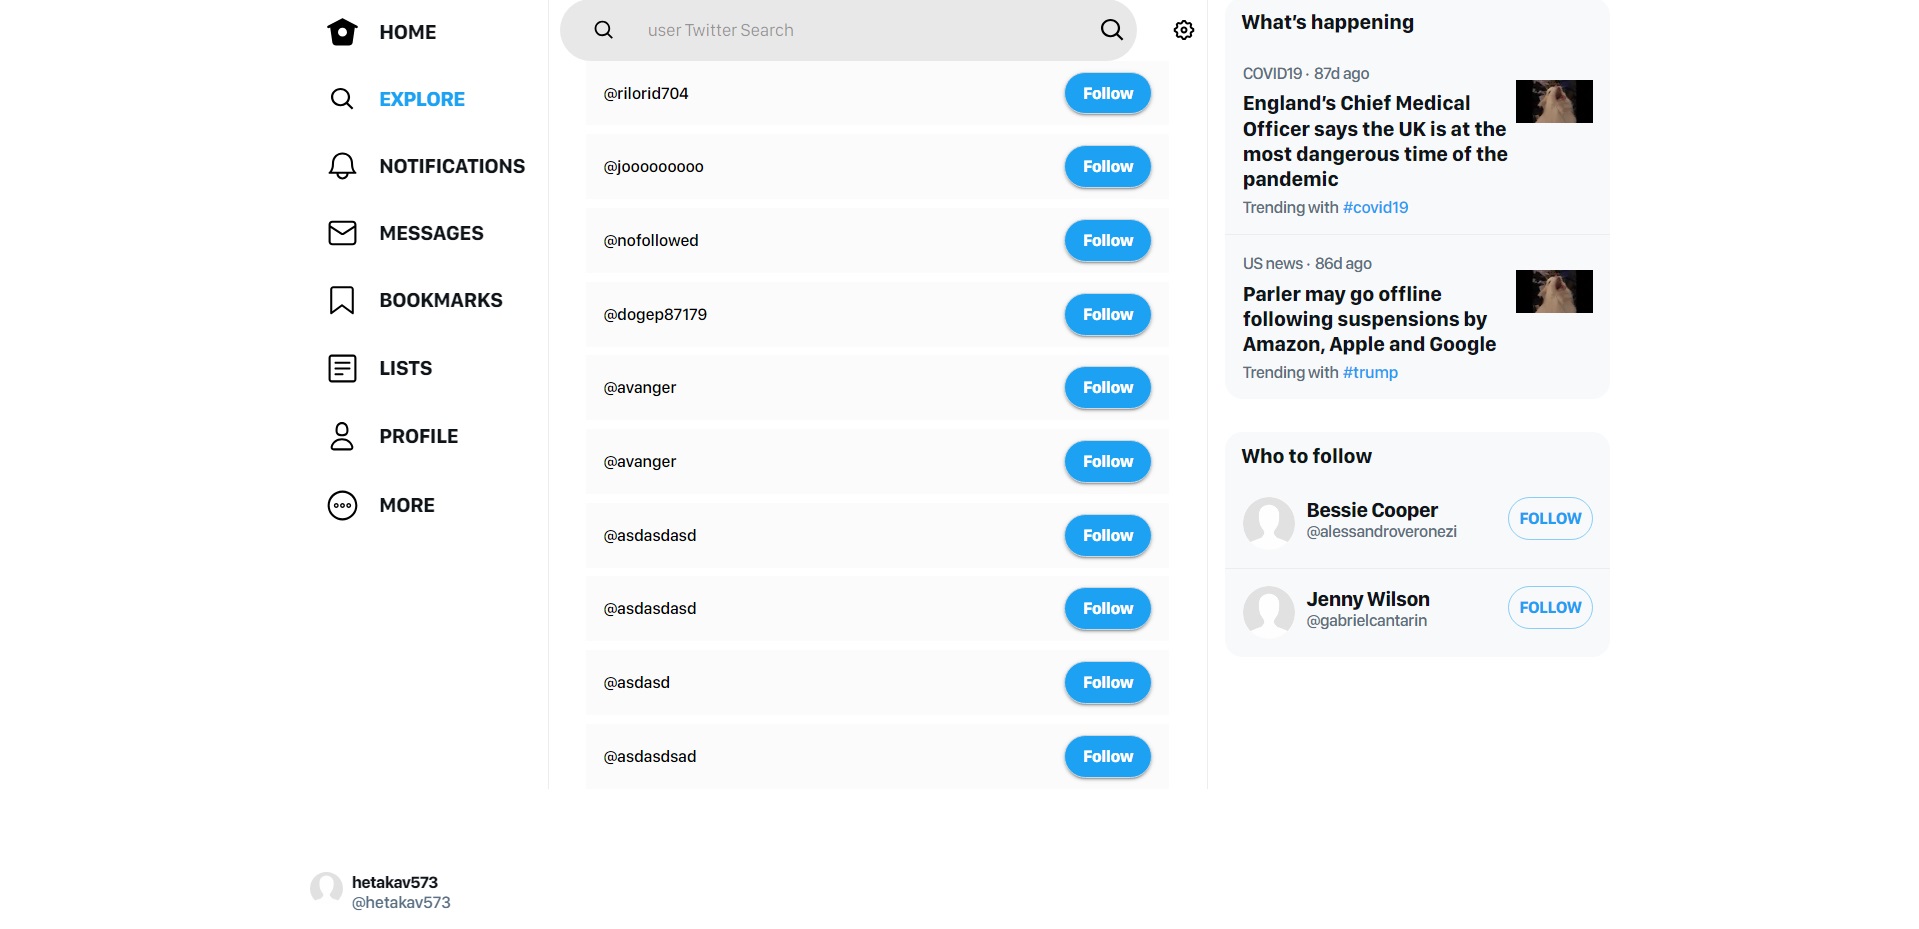 HOME
EXPLORE
NOTIFICATIONS
MESSAGES
BOOKMARKS
LISTS
PROFILE
MORE
hetakav573
@hetakav573
user Twitter Search
@rilorid704 Follow
@jooooooooo Follow
@nofollowed Follow
@dogep87179 Follow
@avanger Follow
@avanger Follow
@asdasdasd Follow
@asdasdasd Follow
@asdasd Follow
@asdasdsad Follow
What’s happening
COVID19 · 87d ago
England’s Chief Medical
Officer says the UK is at the
most dangerous time of the
pandemic
Trending with #covid19
US news · 86d ago
Parler may go offline
following suspensions by
Amazon, Apple and Google
Trending with #trump
Who to follow
Bessie Cooper
@alessandroveronezi
FOLLOW
Jenny Wilson
@gabrielcantarin
FOLLOW